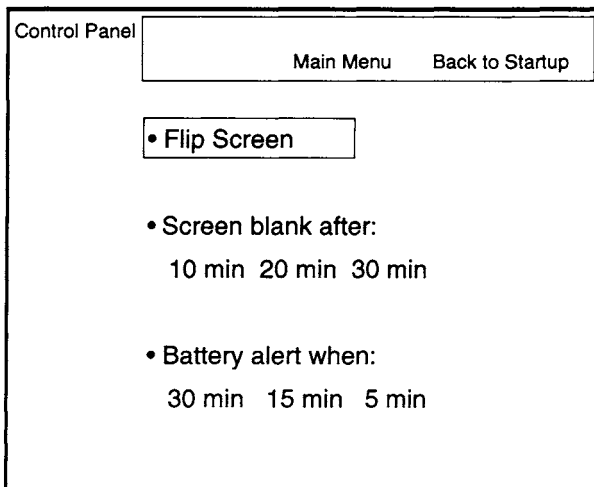 Control Panel
Main Menu Back to Startup
• Flip Screen
• Screen blank after:
10 min 20 min 30 min
• Battery alert when:
30 min 15 min 5 min